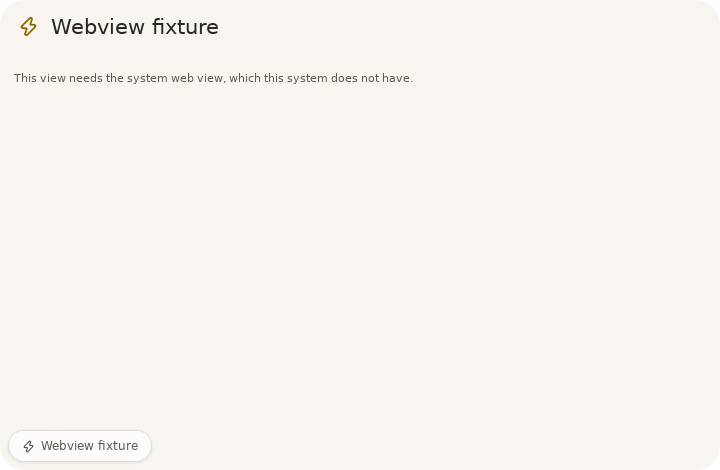 Webview fixture
This view needs the system web view, which this system does not have.
Webview fixture